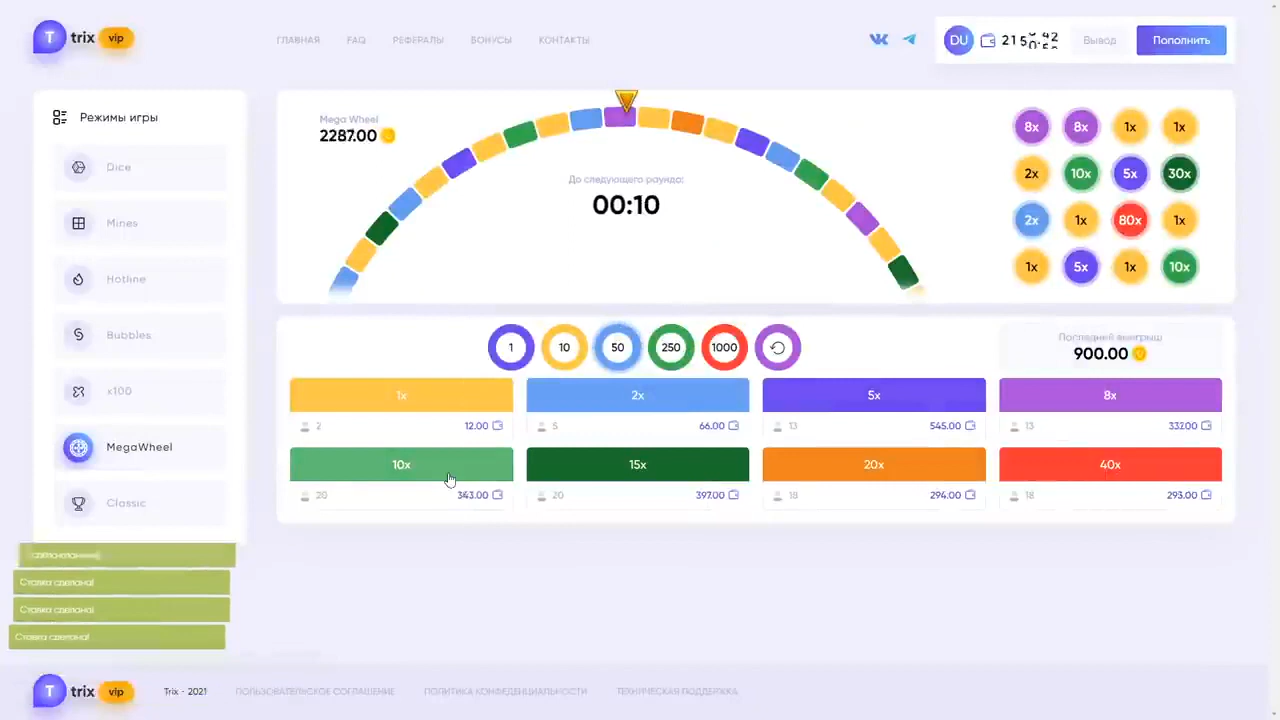 T trix vip
ГЛАВНАЯ FAQ РЕФЕРАЛЫ БОНУСЫ КОНТАКТЫ
DU
Вывод
Пополнить
Режимы игры
Dice
Mines
Hotline
Bubbles
x100
MegaWheel
Classic
Mega Wheel
2287.00
До следующего раунда:
00:10
8x 8x 1x 1x
2x 10x 5x 30x
2x 1x 80x 1x
1x 5x 1x 10x
1 10 50 250 1000
Последний выигрыш
900.00
1x 2x 5x 8x
2 12.00 5 66.00 13 545.00 13 332.00
10x 15x 20x 40x
20 343.00 20 397.00 18 294.00 18 293.00
Ставка сделана!
Ставка сделана!
Ставка сделана!
T trix vip
Trix - 2021
ПОЛЬЗОВАТЕЛЬСКОЕ СОГЛАШЕНИЕ
ПОЛИТИКА КОНФЕДЕНЦИАЛЬНОСТИ
ТЕХНИЧЕСКАЯ ПОДДЕРЖКА